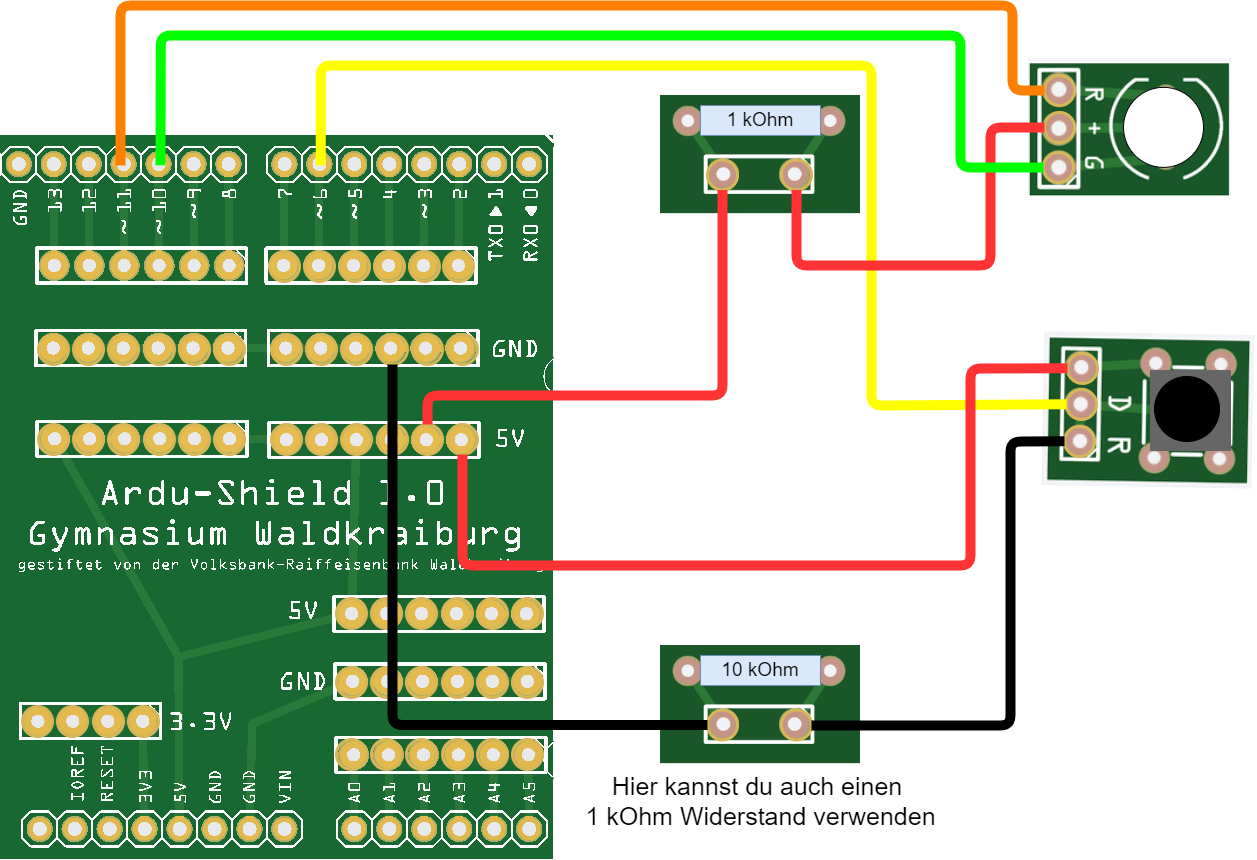 1 kOhm
R
+
G
GND
13
12
~11
~10
~9
8
7
~6
~5
4
~3
2
TX0▶1
RX0◀0
GND
5V
D
R
Ardu-Shield 1.0
Gymnasium Waldkraiburg
gestiftet von der Volksbank-Raiffeisenbank
5V
GND
3.3V
10 kOhm
IOREF
RESET
3V3
5V
GND
GND
VIN
A0
A1
A2
A3
A4
A5
Hier kannst du auch einen
1 kOhm Widerstand verwenden